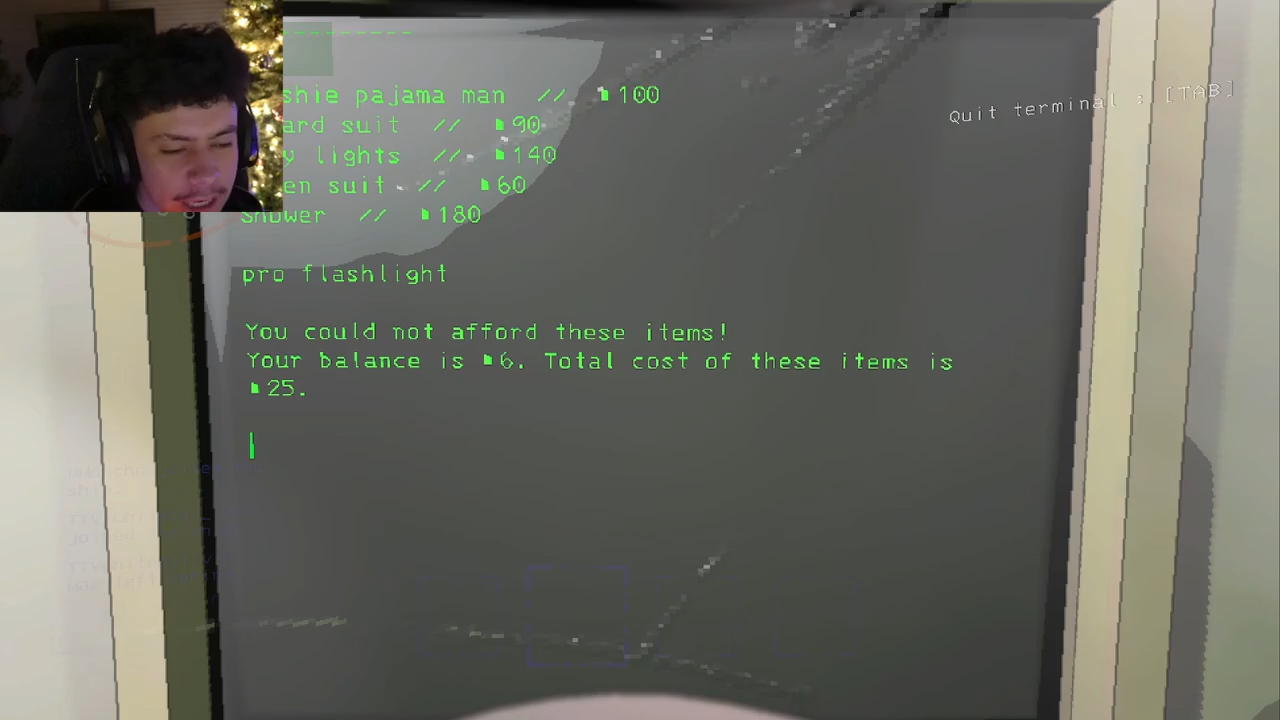 shie pajama man // 100
Quit terminal : [TAB]
ard suit // 90
y lights // 140
en suit // 60
shower // 180
pro flashlight
You could not afford these items!
Your balance is 6. Total cost of these items is
25.